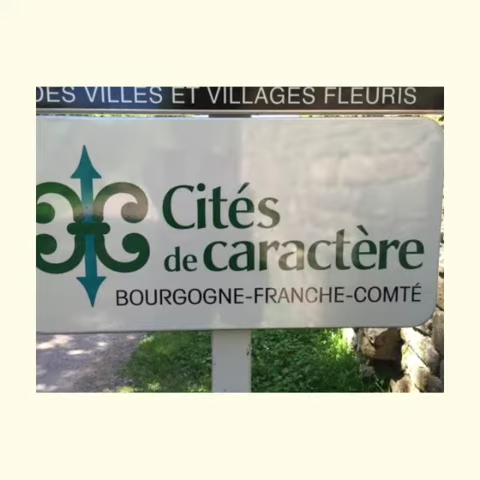 DES VILLES ET VILLAGES FLEURIS
Cités
de caractère
BOURGOGNE-FRANCHE-COMTÉ